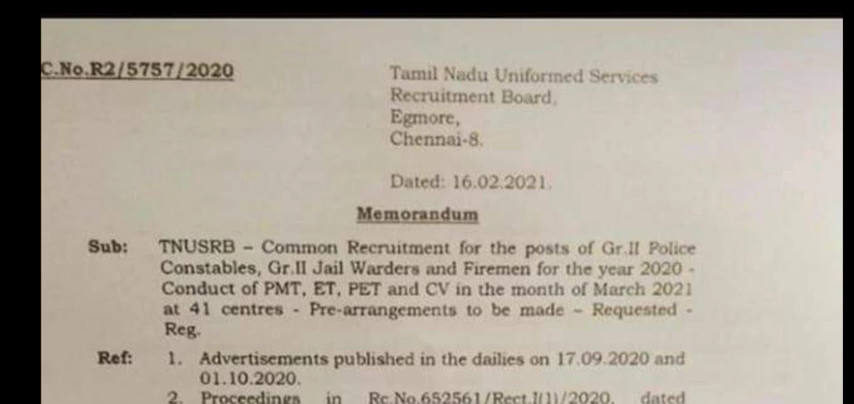 C.No.R2/5757/2020
Tamil Nadu Uniformed Services
Recruitment Board,
Egmore,
Chennai-8.
Dated: 16.02.2021.
Memorandum
Sub: TNUSRB – Common Recruitment for the posts of Gr.II Police
Constables, Gr.II Jail Warders and Firemen for the year 2020 -
Conduct of PMT, ET, PET and CV in the month of March 2021
at 41 centres - Pre-arrangements to be made – Requested -
Reg.
Ref: 1. Advertisements published in the dailies on 17.09.2020 and
01.10.2020.
2. Proceedings in Rc.No.652561/Rect.I(1)/2020, dated